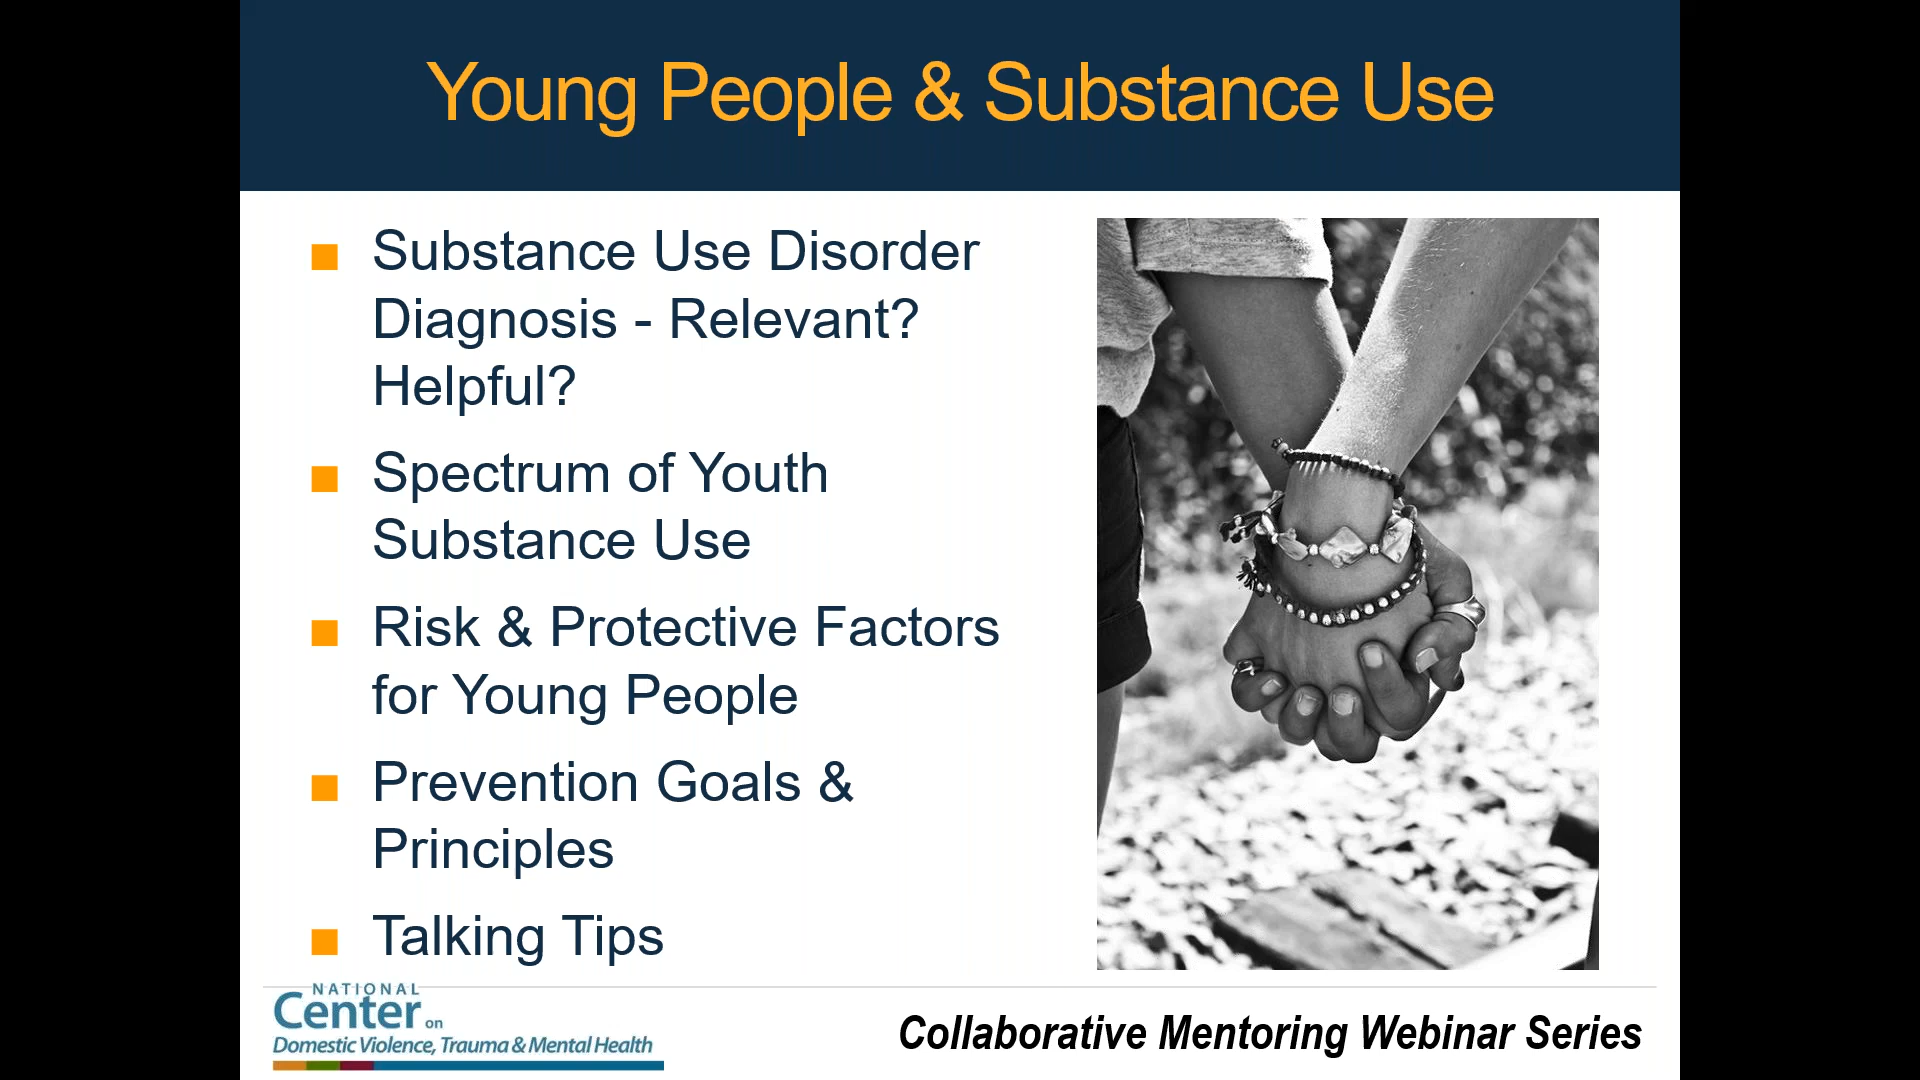 Young People & Substance Use
Substance Use Disorder
Diagnosis - Relevant?
Helpful?
Spectrum of Youth
Substance Use
Risk & Protective Factors
for Young People
Prevention Goals &
Principles
Talking Tips
NATIONAL
Center on
Domestic Violence, Trauma & Mental Health
Collaborative Mentoring Webinar Series